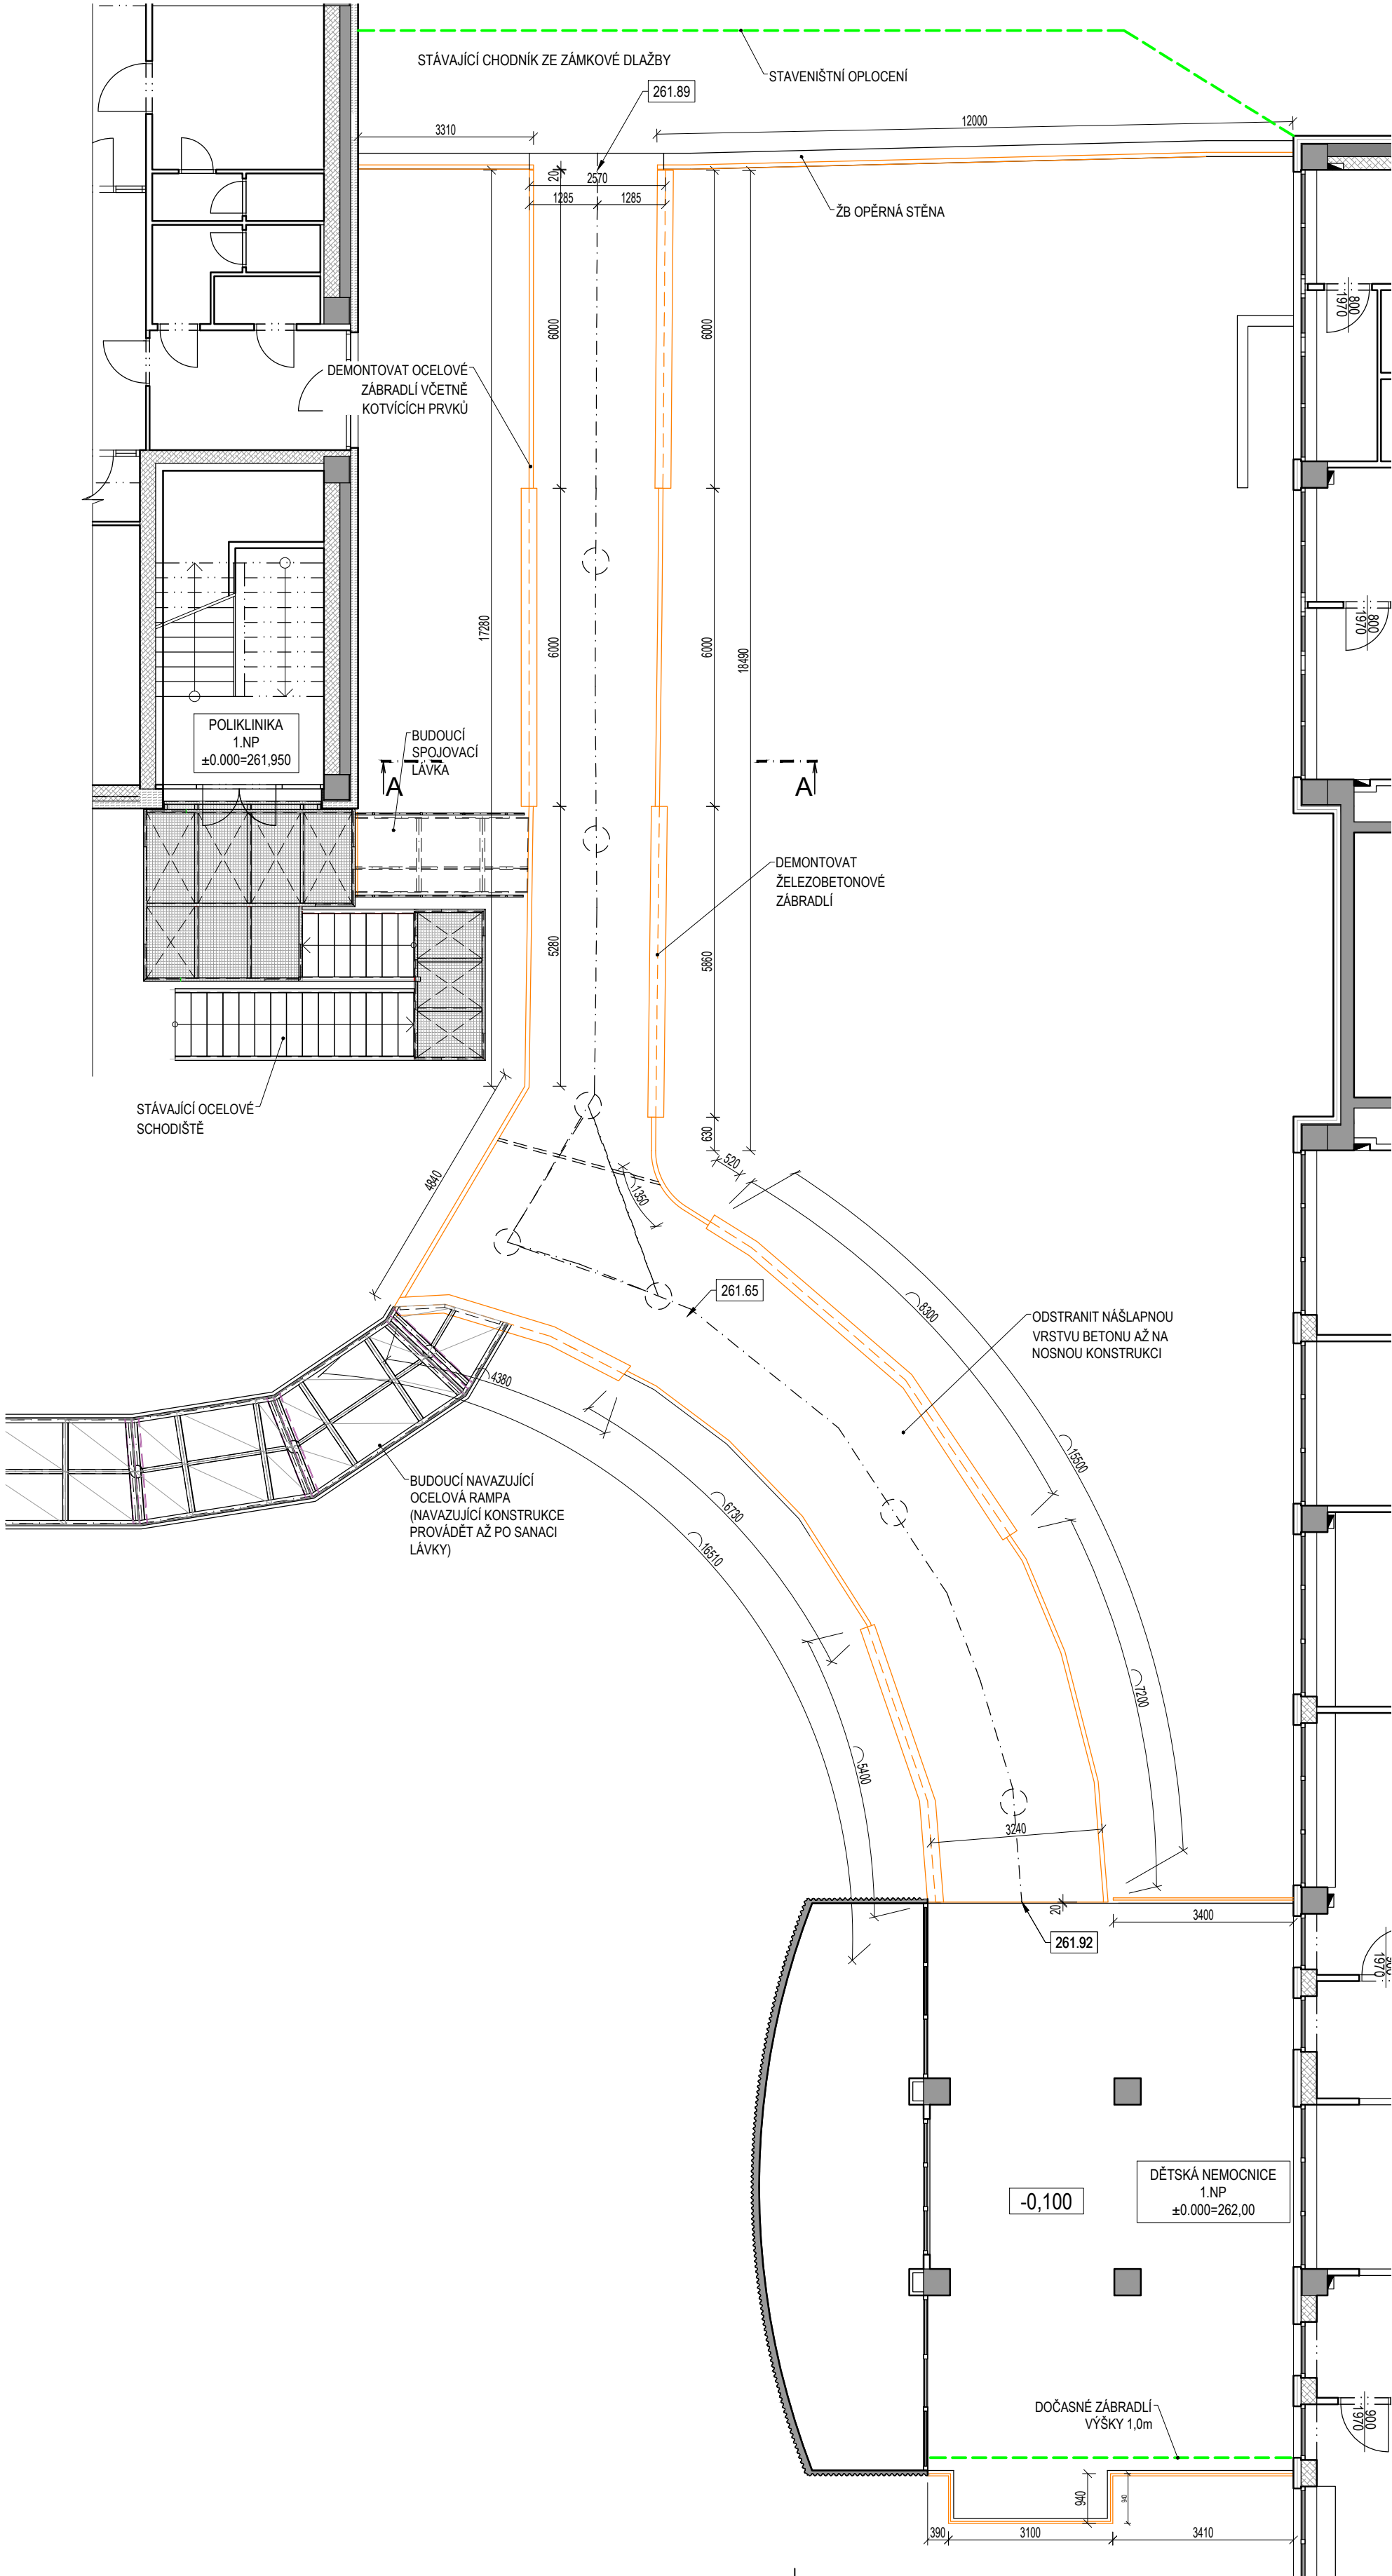 STÁVAJÍCÍ CHODNÍK ZE ZÁMKOVÉ DLAŽBY
STAVENIŠTNÍ OPLOCENÍ
261.89
3310
12000
20
2570
1285
1285
ŽB OPĚRNÁ STĚNA
800
1970
6000
6000
DEMONTOVAT OCELOVÉ
ZÁBRADLÍ VČETNĚ
KOTVÍCÍCH PRVKŮ
17280
6000
6000
18490
800
1970
POLIKLINIKA
1.NP
±0.000=261,950
BUDOUCÍ
SPOJOVACÍ
LÁVKA
A
A
DEMONTOVAT
ŽELEZOBETONOVÉ
ZÁBRADLÍ
5280
5860
STÁVAJÍCÍ OCELOVÉ
SCHODIŠTĚ
630
520
4840
1350
261.65
8300
ODSTRANIT NÁŠLAPNOU
VRSTVU BETONU AŽ NA
NOSNOU KONSTRUKCI
4380
15500
BUDOUCÍ NAVAZUJÍCÍ
OCELOVÁ RAMPA
(NAVAZUJÍCÍ KONSTRUKCE
PROVÁDĚT AŽ PO SANACI
LÁVKY)
6730
16510
7200
5400
3240
20
3400
261.92
1970
DĚTSKÁ NEMOCNICE
1.NP
±0.000=262,00
-0,100
DOČASNÉ ZÁBRADLÍ
VÝŠKY 1,0m
900
1970
940
940
390
3100
3410